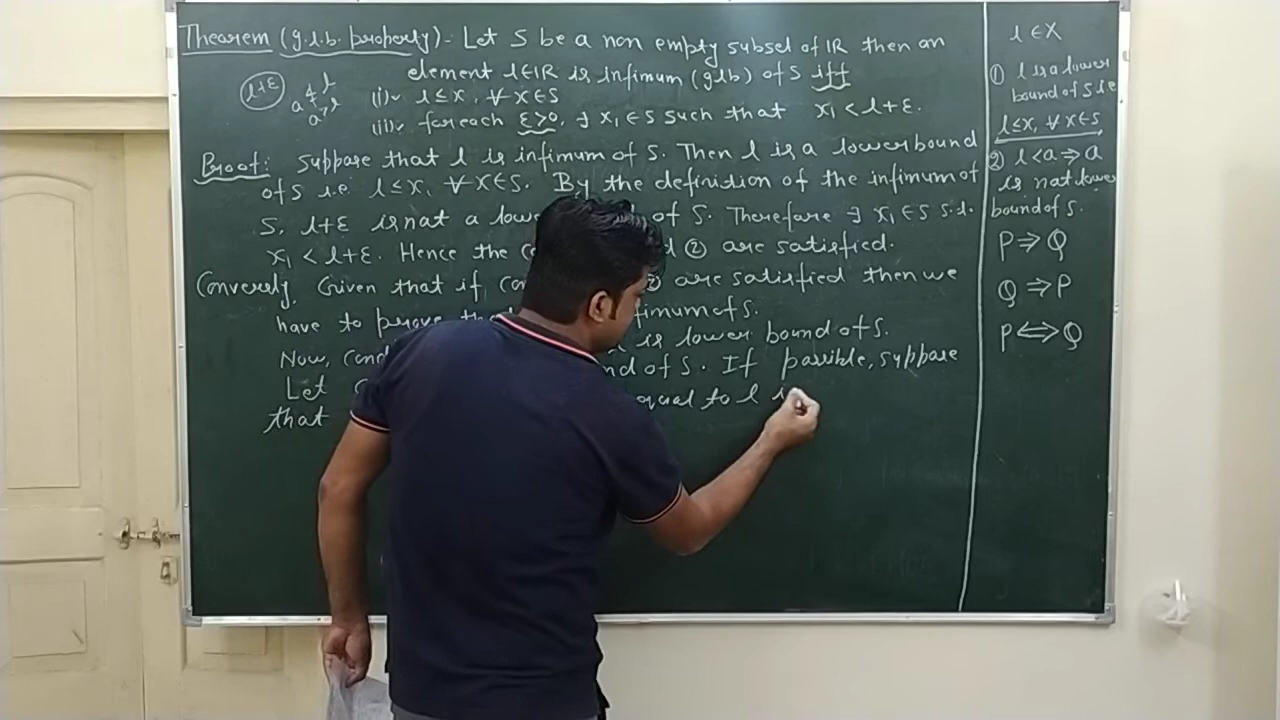 Theorem (g.l.b. property)- Let S be a non empty subset of IR then an
element l∈IR is infimum (glb) of S iff
(i)- l≤x, ∀ x∈S
(ii)- for each ε>0, ∃ x₁∈S such that x₁ < l+ε.
l+ε
a < l
a > l
Proof: Suppose that l is infimum of S. Then l is a lower bound
of S i.e. l≤x, ∀ x∈S. By the definition of the infimum of
S, l+ε is not a lower of S. Therefore ∃ x₁∈S s.t.
x₁ < l+ε. Hence the ② are satisfied.
Conversely, Given that if ② are satisfied then we
have to prove of S.
Now, l is lower bound of S.
Let of S. If possible, suppose
that equal to l
l∈X
① l is a lower
bound of S i.e
l≤x, ∀ x∈S
② l<a ⇒ a
is not lower
bound of S.
P⇒Q
Q⇒P
P⇔Q